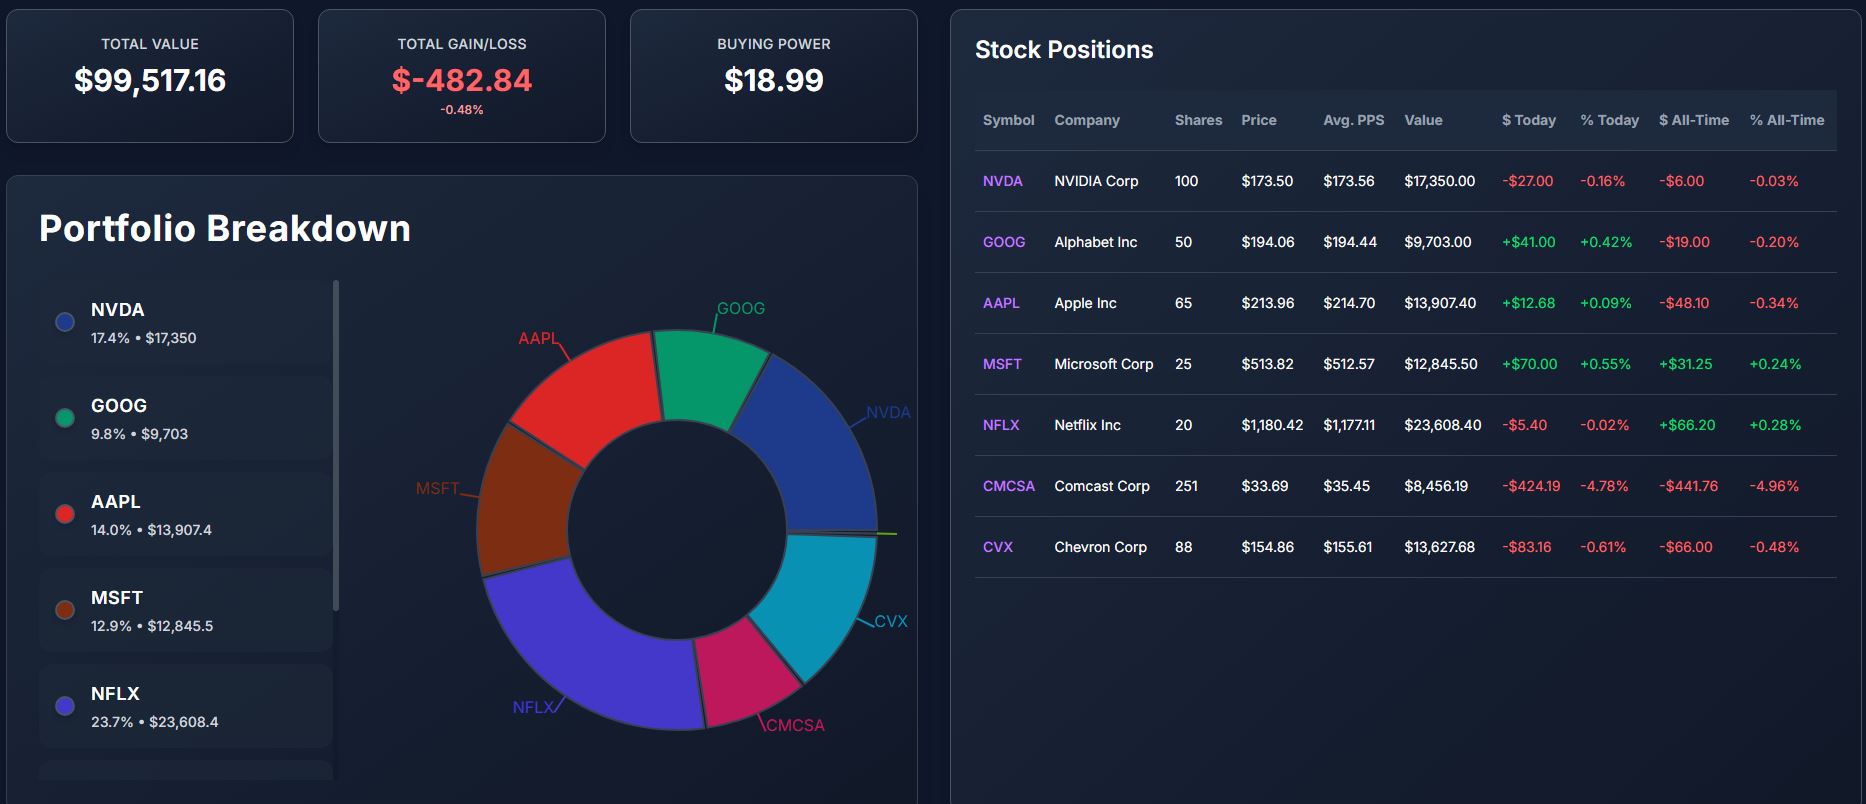 TOTAL VALUE
$99,517.16
TOTAL GAIN/LOSS
$-482.84
-0.48%
BUYING POWER
$18.99
Portfolio Breakdown
NVDA
17.4% • $17,350
GOOG
9.8% • $9,703
AAPL
14.0% • $13,907.4
MSFT
12.9% • $12,845.5
NFLX
23.7% • $23,608.4
GOOG
AAPL
NVDA
MSFT
CVX
NFLX
CMCSA
Stock Positions
Symbol Company Shares Price Avg. PPS Value $ Today % Today $ All-Time % All-Time
NVDA NVIDIA Corp 100 $173.50 $173.56 $17,350.00 -$27.00 -0.16% -$6.00 -0.03%
GOOG Alphabet Inc 50 $194.06 $194.44 $9,703.00 +$41.00 +0.42% -$19.00 -0.20%
AAPL Apple Inc 65 $213.96 $214.70 $13,907.40 +$12.68 +0.09% -$48.10 -0.34%
MSFT Microsoft Corp 25 $513.82 $512.57 $12,845.50 +$70.00 +0.55% +$31.25 +0.24%
NFLX Netflix Inc 20 $1,180.42 $1,177.11 $23,608.40 -$5.40 -0.02% +$66.20 +0.28%
CMCSA Comcast Corp 251 $33.69 $35.45 $8,456.19 -$424.19 -4.78% -$441.76 -4.96%
CVX Chevron Corp 88 $154.86 $155.61 $13,627.68 -$83.16 -0.61% -$66.00 -0.48%